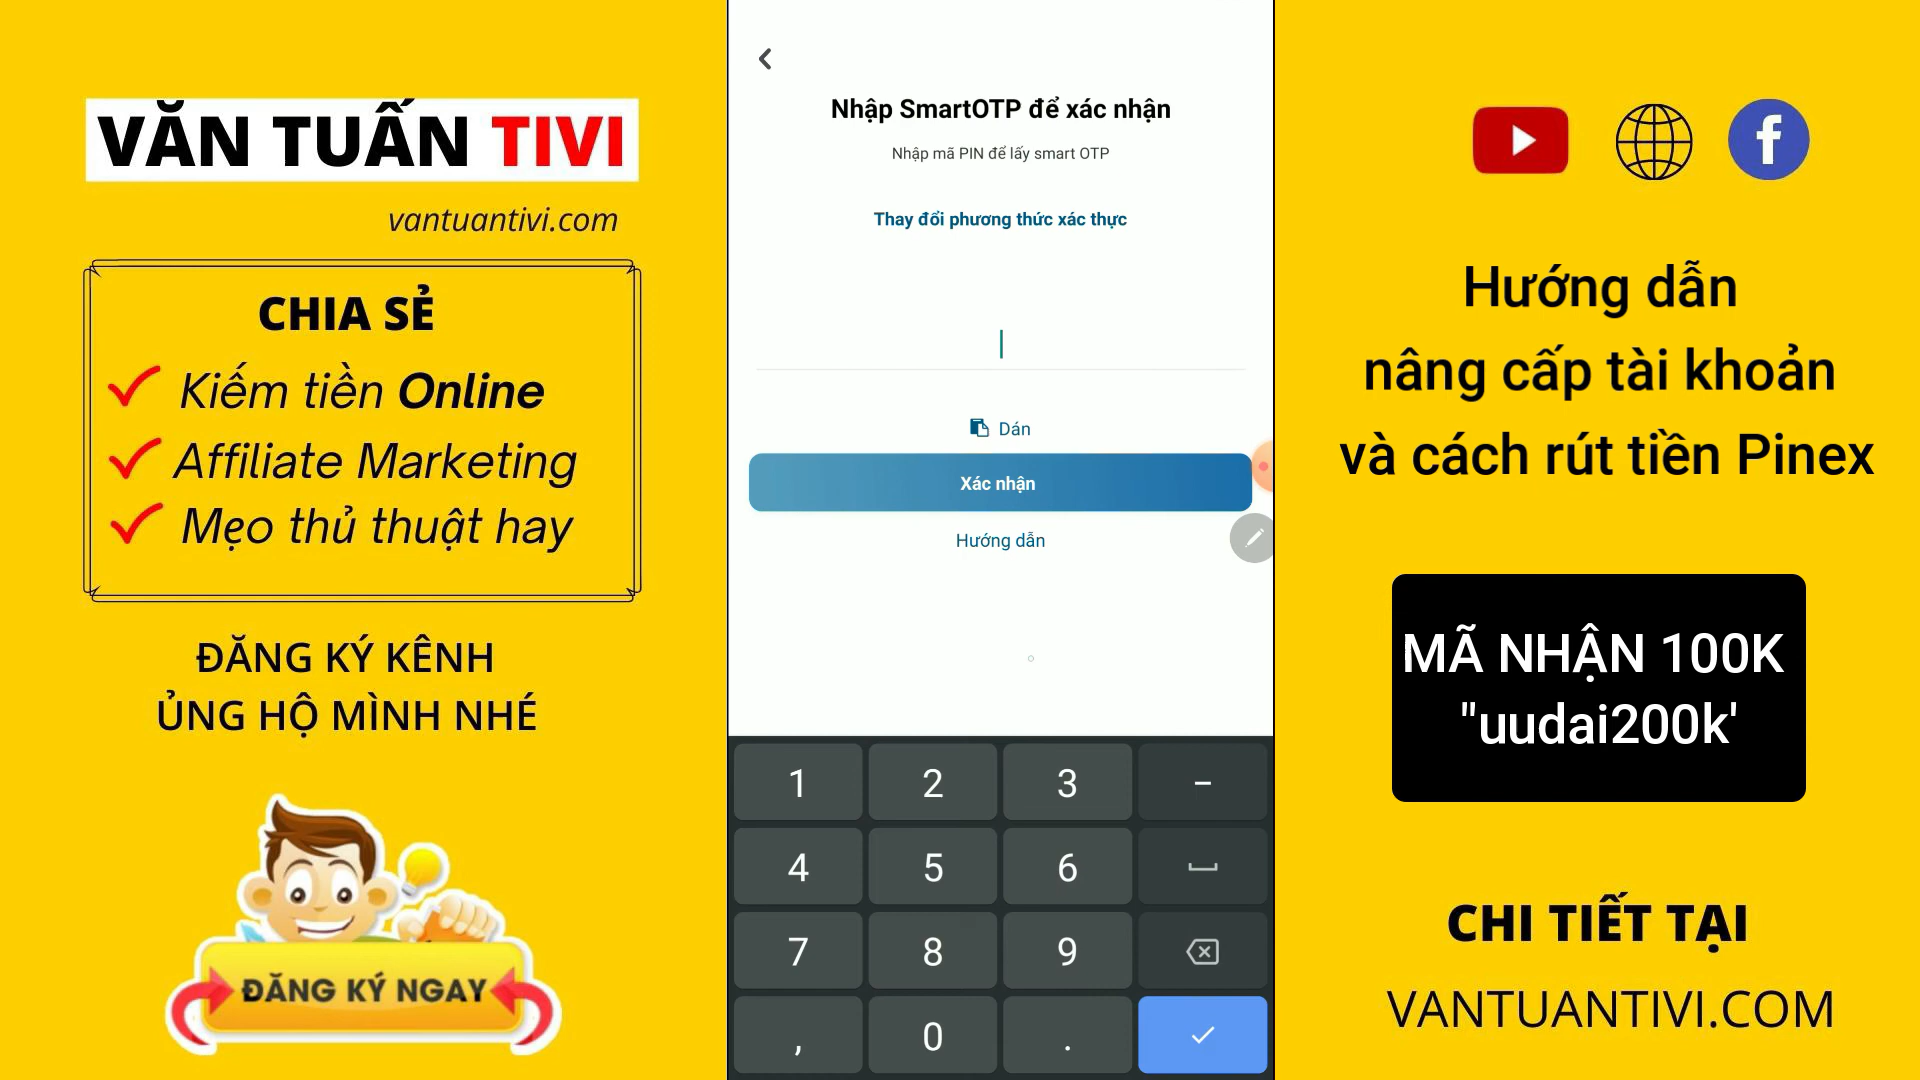 VĂN TUẤN TIVI
vantuantivi.com
CHIA SẺ
Kiếm tiền Online
Affiliate Marketing
Mẹo thủ thuật hay
ĐĂNG KÝ KÊNH
ỦNG HỘ MÌNH NHÉ
ĐĂNG KÝ NGAY
Nhập SmartOTP để xác nhận
Nhập mã PIN để lấy smart OTP
Thay đổi phương thức xác thực
Dán
Xác nhận
Hướng dẫn
1 2 3 −
4 5 6
7 8 9
, 0 .
Hướng dẫn
nâng cấp tài khoản
và cách rút tiền Pinex
MÃ NHẬN 100K
"uudai200k'
CHI TIẾT TẠI
VANTUANTIVI.COM